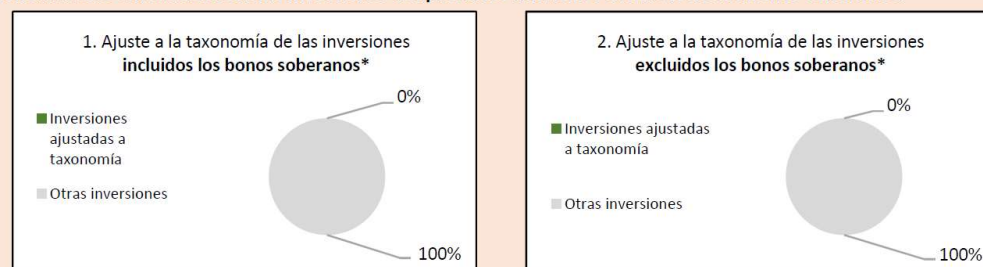 1. Ajuste a la taxonomía de las inversiones
incluidos los bonos soberanos*
Inversiones
ajustadas a
taxonomía
Otras inversiones
0%
100%
2. Ajuste a la taxonomía de las inversiones
excluidos los bonos soberanos*
Inversiones ajustadas
a taxonomía
Otras inversiones
0%
100%